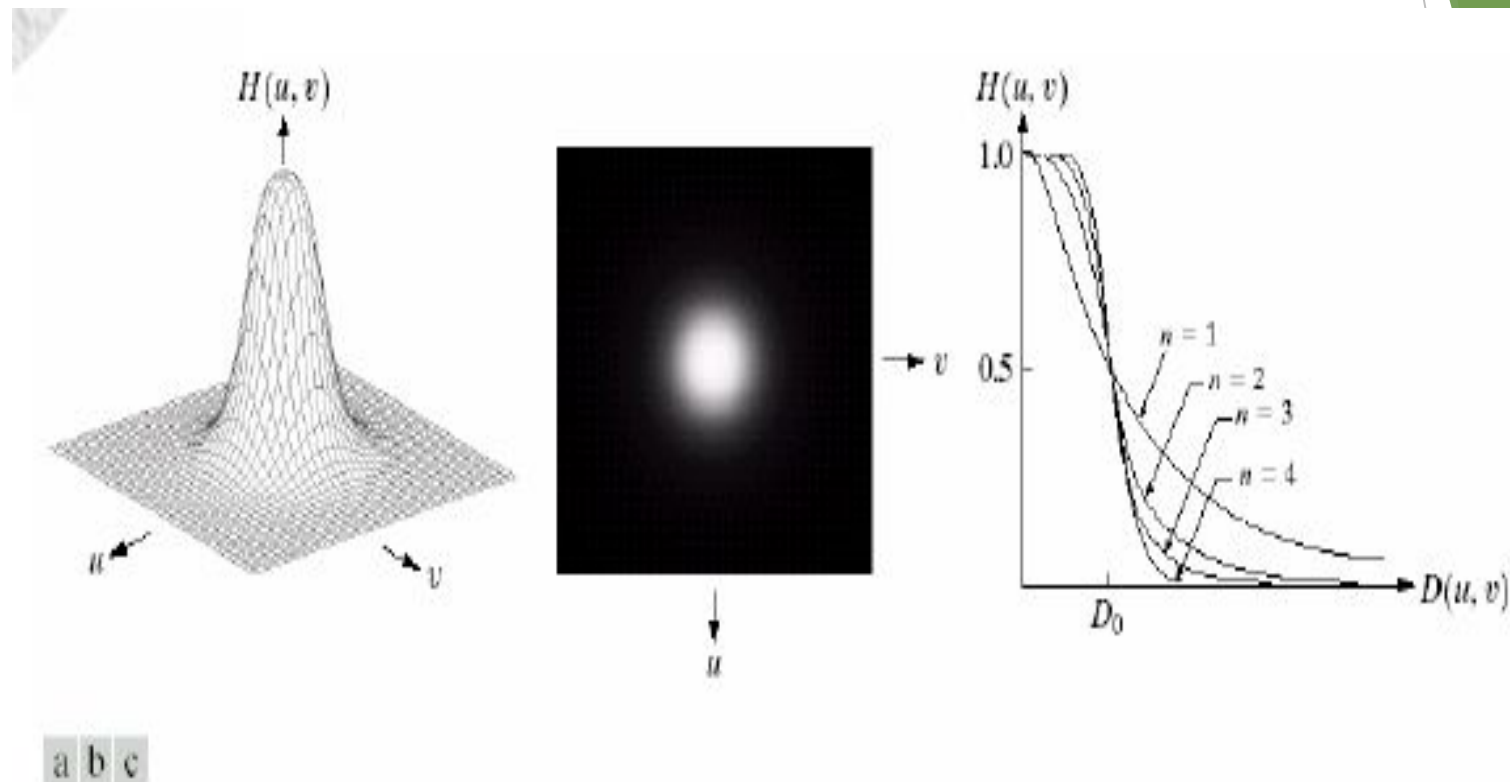 H(u, v)
u
v
v
u
H(u, v)
1.0
0.5
n = 1
n = 2
n = 3
n = 4
D₀
D(u, v)
a b c